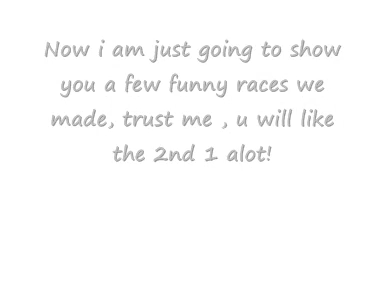 Now i am just going to show
you a few funny races we
made, trust me , u will like
the 2nd 1 alot!